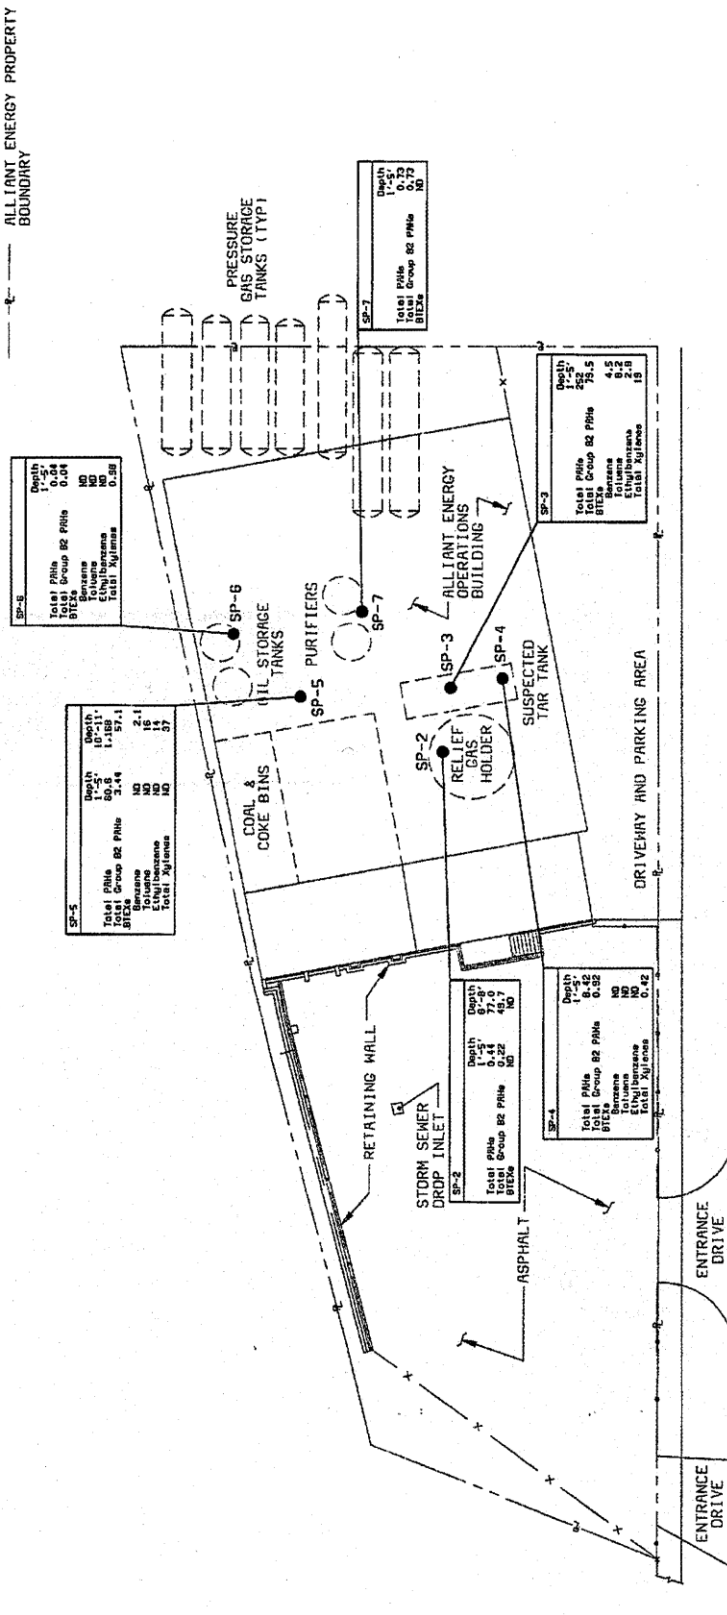 ALLIANT ENERGY PROPERTY
BOUNDARY
PRESSURE
GAS STORAGE
TANKS (TYP)
SP-7
Depth
1'-5'
Total PAHs 0.73
Total Group B2 PAHs 0.73
BTEXs ND
SP-6
Depth
1'-5'
Total PAHs 0.04
Total Group B2 PAHs 0.04
BTEXs
Benzene ND
Toluene ND
Ethylbenzene ND
Total Xylenes 0.98
SP-3
Depth
1'-5'
Total PAHs 252
Total Group B2 PAHs 79.5
BTEXs
Benzene 4.5
Toluene 8.2
Ethylbenzene 2.8
Total Xylenes 19
SP-5
Depth Depth
1'-5' 10'-11'
Total PAHs 60.6 1,168
Total Group B2 PAHs 3.44 57.1
BTEXs
Benzene ND 2.1
Toluene ND 16
Ethylbenzene ND 14
Total Xylenes ND 37
SP-6
OIL STORAGE
TANKS
PURIFIERS
SP-7
SP-5
ALLIANT ENERGY
OPERATIONS
BUILDING
SP-3
SP-4
SUSPECTED
TAR TANK
SP-2
RELIEF
GAS
HOLDER
COAL &
COKE BINS
DRIVEWAY AND PARKING AREA
RETAINING WALL
STORM SEWER
DROP INLET
SP-2
Depth Depth
1'-5' 6'-8'
Total PAHs 0.44 77.0
Total Group B2 PAHs 0.22 49.7
BTEXs ND ND
SP-4
Depth
1'-5'
Total PAHs 8.42
Total Group B2 PAHs 0.92
BTEXs
Benzene ND
Toluene ND
Ethylbenzene ND
Total Xylenes 0.42
ASPHALT
ENTRANCE
DRIVE
ENTRANCE
DRIVE